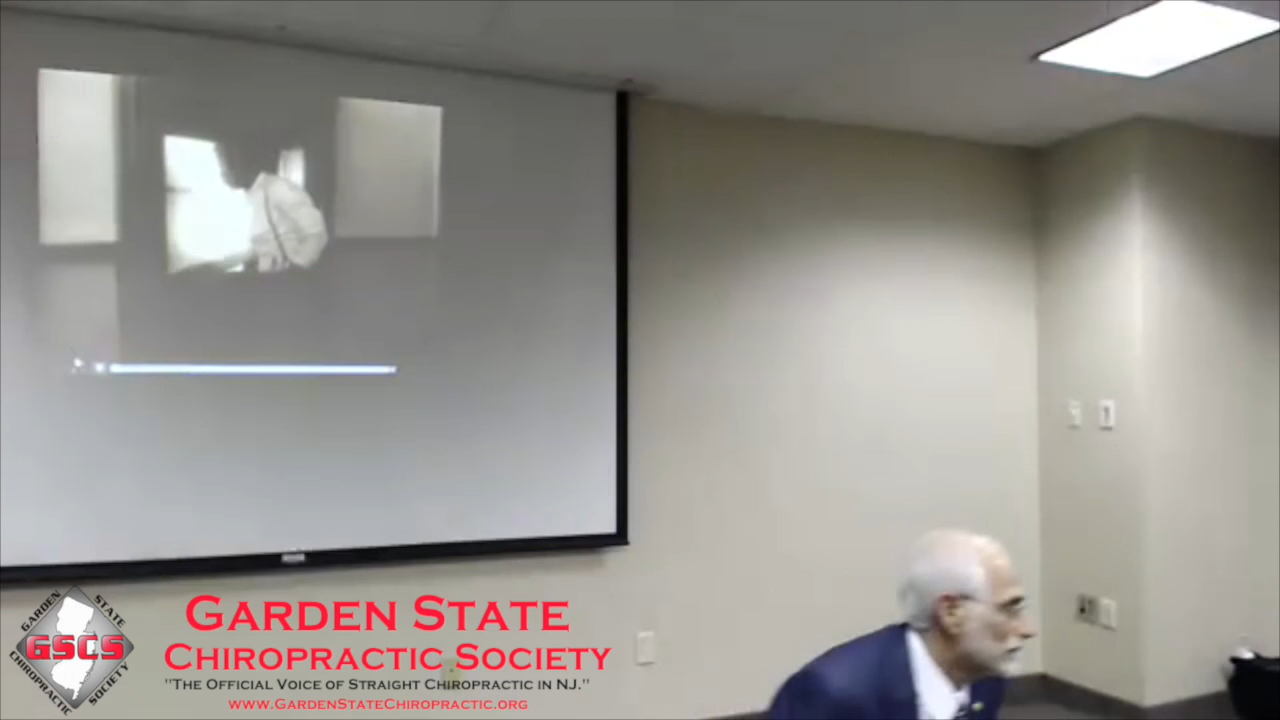 GARDEN STATE
CHIROPRACTIC SOCIETY
"THE OFFICIAL VOICE OF STRAIGHT CHIROPRACTIC IN NJ."
WWW.GARDENSTATECHIROPRACTIC.ORG
GARDEN STATE
GSCS
CHIROPRACTIC SOCIETY